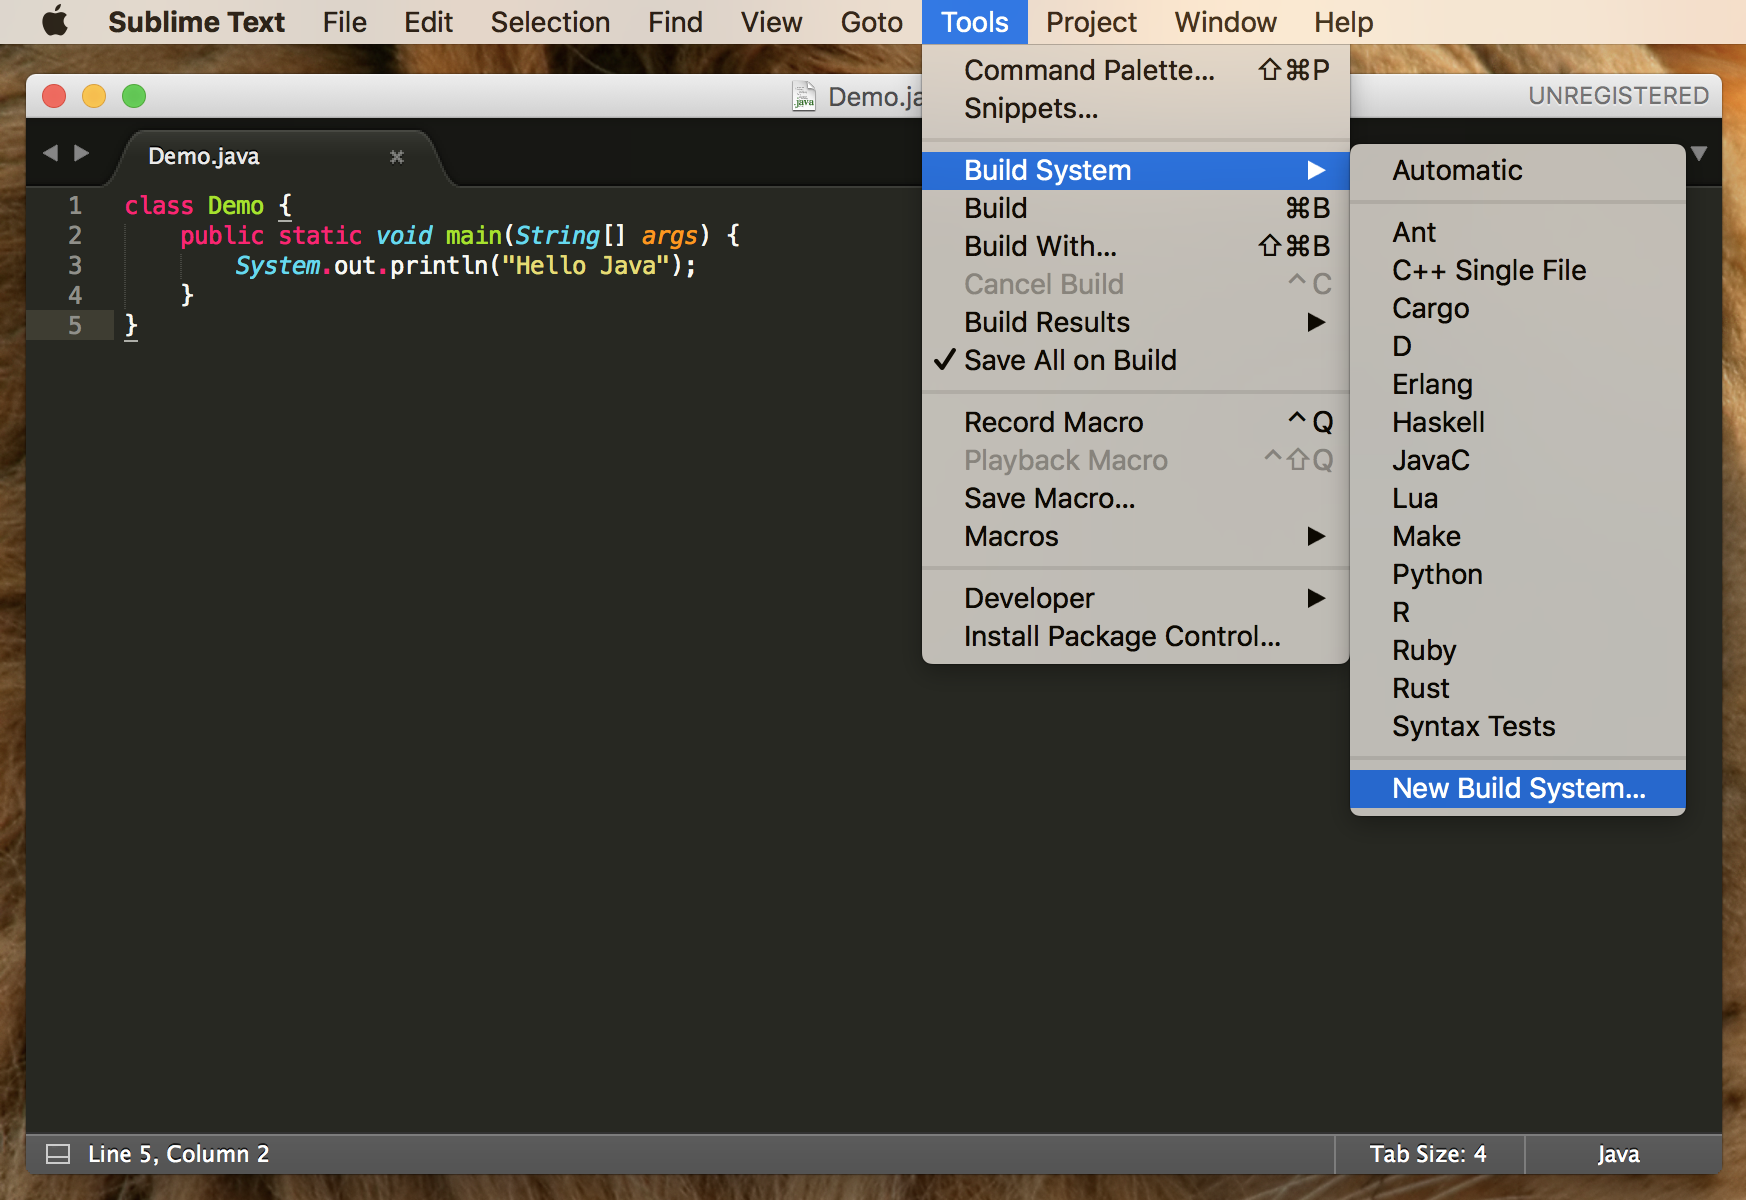 Sublime Text File Edit Selection Find View Goto Tools Project Window Help
Demo.ja
UNREGISTERED
Demo.java
1 class Demo {
2 public static void main(String[] args) {
3 System.out.println("Hello Java");
4 }
5 }
Command Palette... ⇧⌘P
Snippets...
Build System
Build ⌘B
Build With... ⇧⌘B
Cancel Build ^C
Build Results
✓ Save All on Build
Record Macro ^Q
Playback Macro ^⇧Q
Save Macro...
Macros
Developer
Install Package Control...
Automatic
Ant
C++ Single File
Cargo
D
Erlang
Haskell
JavaC
Lua
Make
Python
R
Ruby
Rust
Syntax Tests
New Build System...
Line 5, Column 2
Tab Size: 4
Java